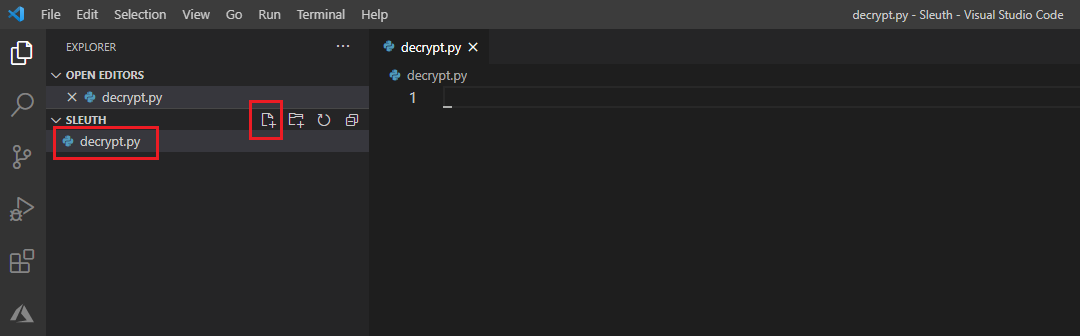 File Edit Selection View Go Run Terminal Help
decrypt.py - Sleuth - Visual Studio Code
EXPLORER
OPEN EDITORS
decrypt.py
SLEUTH
decrypt.py
decrypt.py
decrypt.py
1